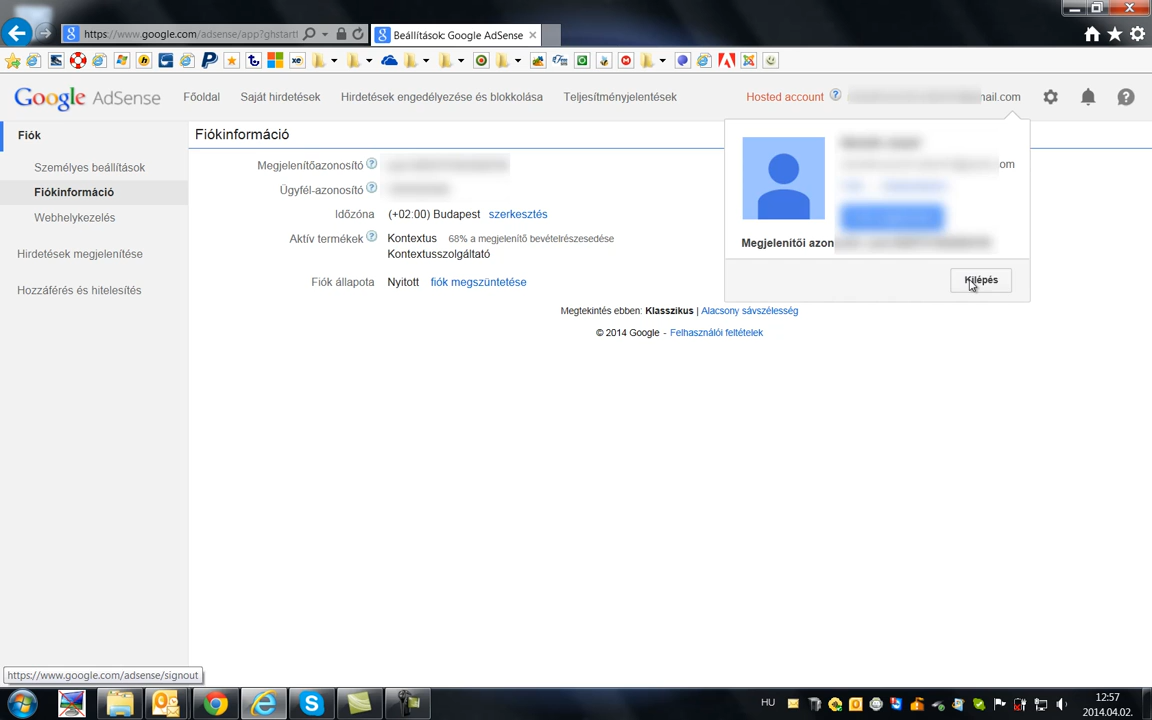 https://www.google.com/adsense/app?ghstartl
Beállítások: Google AdSense
Google AdSense
Főoldal
Saját hirdetések
Hirdetések engedélyezése és blokkolása
Teljesítményjelentések
Hosted account
nail.com
Fiók
Személyes beállítások
Fiókinformáció
Webhelykezelés
Hirdetések megjelenítése
Hozzáférés és hitelesítés
Fiókinformáció
Megjelenítőazonosító
Ügyfél-azonosító
Időzóna (+02:00) Budapest szerkesztés
Aktív termékek Kontextus 68% a megjelenítő bevételrészesedése
Kontextusszolgáltató
Fiók állapota Nyitott fiók megszüntetése
om
Megjelenítői azon
Kilépés
Megtekintés ebben: Klasszikus | Alacsony sávszélesség
© 2014 Google - Felhasználói feltételek
https://www.google.com/adsense/signout
HU
12:57
2014.04.02.